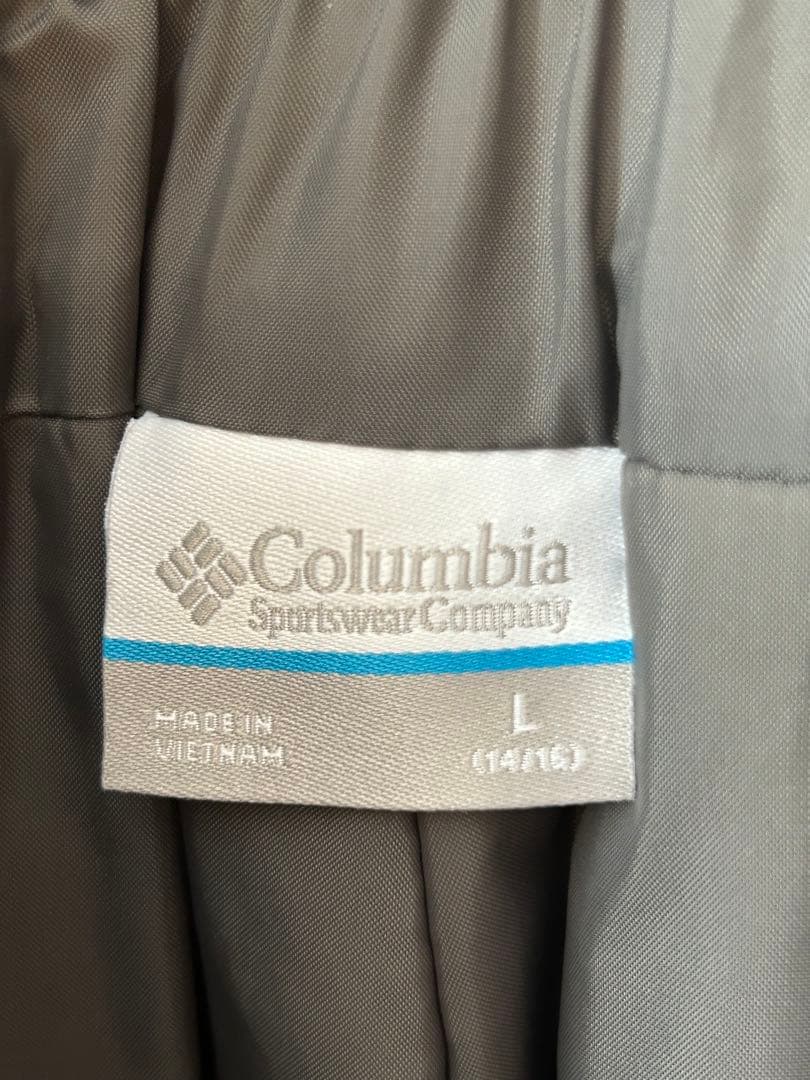 Columbia
Sportswear Company
MADE IN
VIETNAM
L
(14/16)